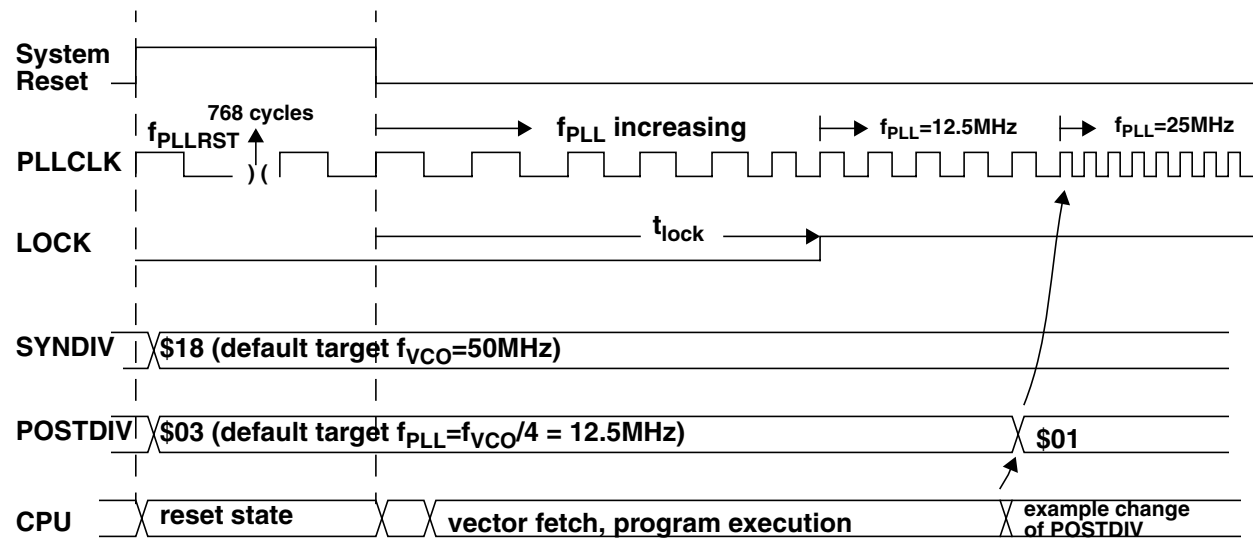 System
Reset
768 cycles
fPLLRST
fPLL increasing
fPLL=12.5MHz
fPLL=25MHz
PLLCLK
) (
LOCK
tlock
SYNDIV
$18 (default target fVCO=50MHz)
POSTDIV
$03 (default target fPLL=fVCO/4 = 12.5MHz)
$01
CPU
reset state
vector fetch, program execution
example change
of POSTDIV